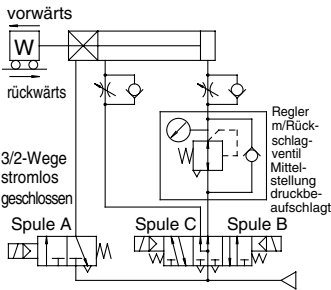 vorwärts
W
rückwärts
Regler
m/Rück-
schlag-
ventil
Mittel-
stellung
druckbe-
aufschlagt
3/2-Wege
stromlos
geschlossen
Spule A
Spule C
Spule B